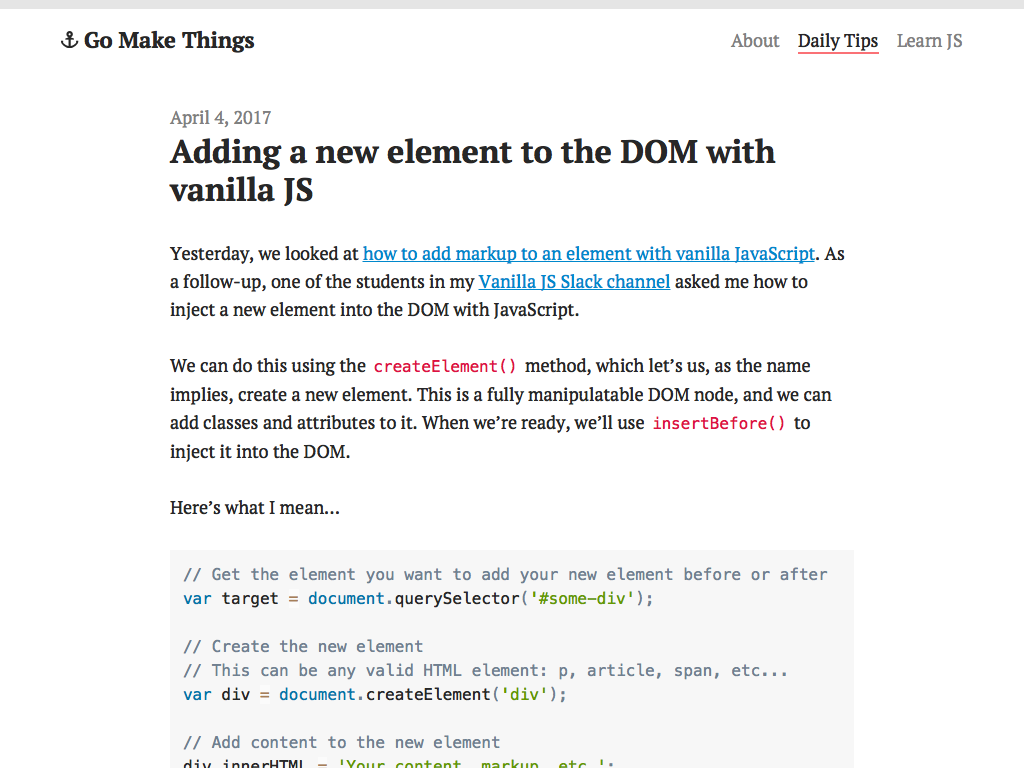 Go Make Things
About Daily Tips Learn JS
April 4, 2017
Adding a new element to the DOM with
vanilla JS
Yesterday, we looked at how to add markup to an element with vanilla JavaScript. As
a follow-up, one of the students in my Vanilla JS Slack channel asked me how to
inject a new element into the DOM with JavaScript.
We can do this using the createElement() method, which let’s us, as the name
implies, create a new element. This is a fully manipulatable DOM node, and we can
add classes and attributes to it. When we’re ready, we’ll use insertBefore() to
inject it into the DOM.
Here’s what I mean…
// Get the element you want to add your new element before or after
var target = document.querySelector('#some-div');
// Create the new element
// This can be any valid HTML element: p, article, span, etc...
var div = document.createElement('div');
// Add content to the new element
div.innerHTML = 'Your content, markup, etc.';